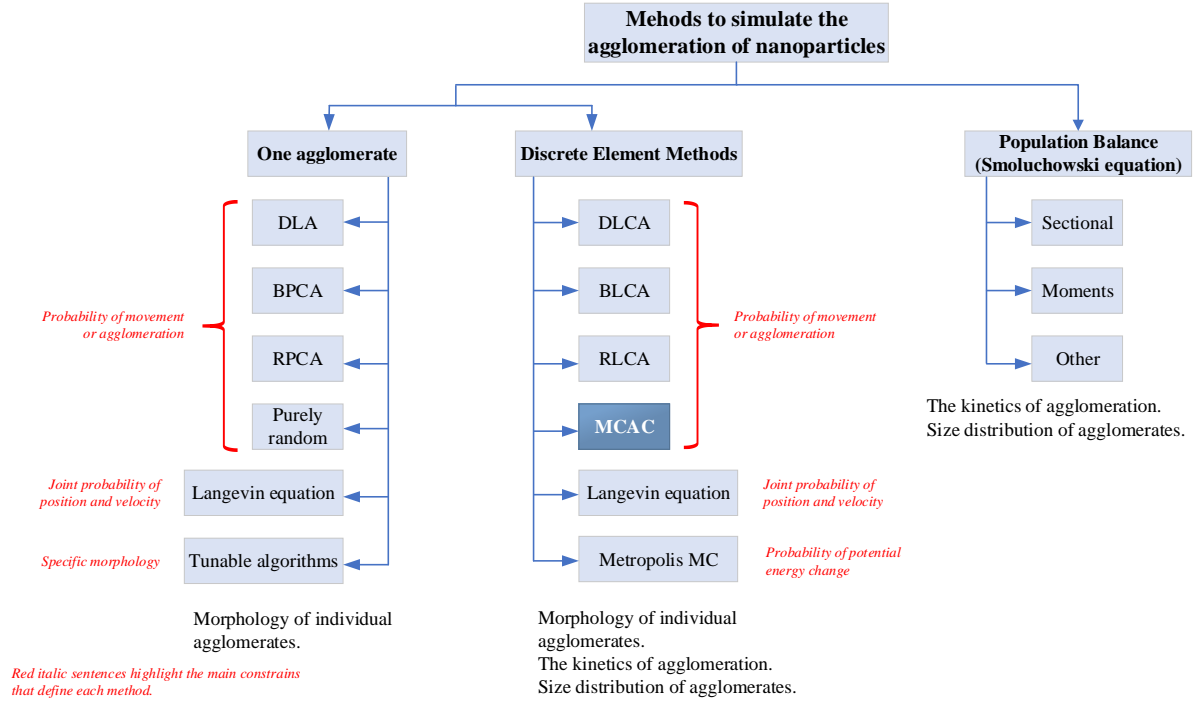 Mehods to simulate the
agglomeration of nanoparticles
One agglomerate
DLA
BPCA
RPCA
Purely
random
Langevin equation
Tunable algorithms
Probability of movement
or agglomeration
Joint probability of
position and velocity
Specific morphology
Morphology of individual
agglomerates.
Discrete Element Methods
DLCA
BLCA
RLCA
MCAC
Langevin equation
Metropolis MC
Probability of movement
or agglomeration
Joint probability of
position and velocity
Probability of potential
energy change
Morphology of individual
agglomerates.
The kinetics of agglomeration.
Size distribution of agglomerates.
Population Balance
(Smoluchowski equation)
Sectional
Moments
Other
The kinetics of agglomeration.
Size distribution of agglomerates.
Red italic sentences highlight the main constrains
that define each method.